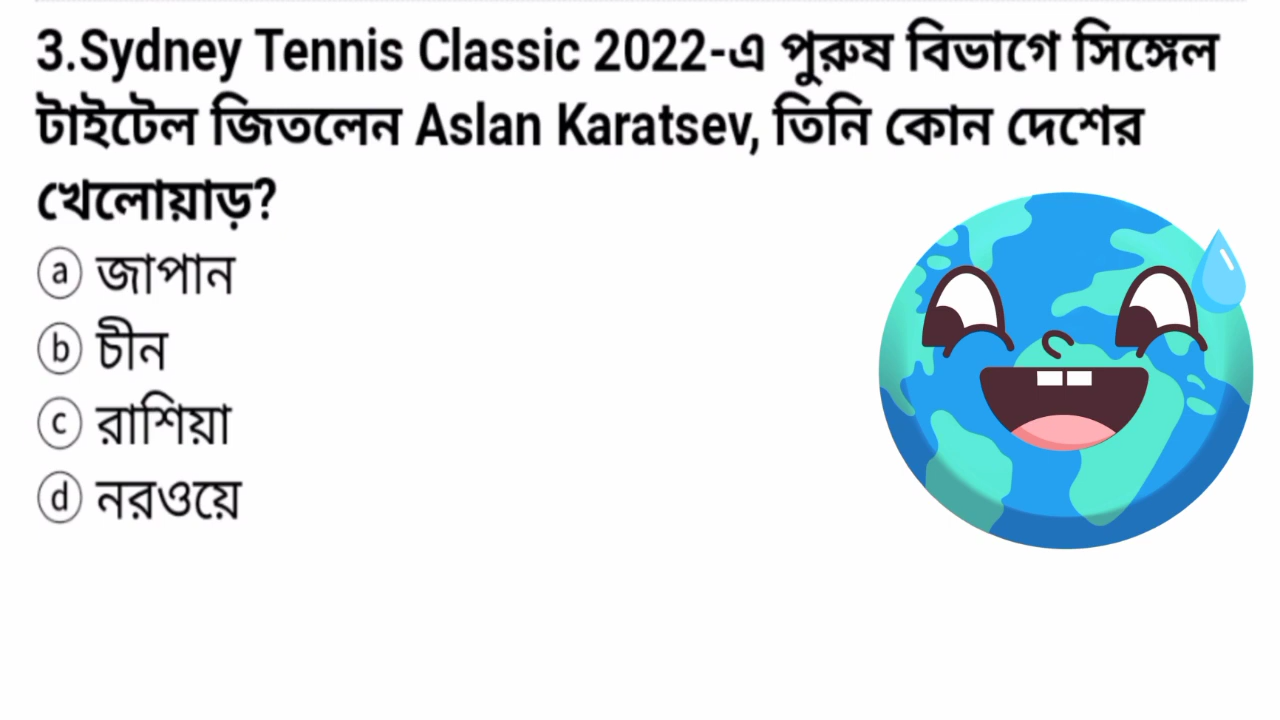 3.Sydney Tennis Classic 2022-এ পুরুষ বিভাগে সিঙ্গেল
টাইটেল জিতলেন Aslan Karatsev, তিনি কোন দেশের
খেলোয়াড়?
ⓐ জাপান
ⓑ চীন
ⓒ রাশিয়া
ⓓ নরওয়ে